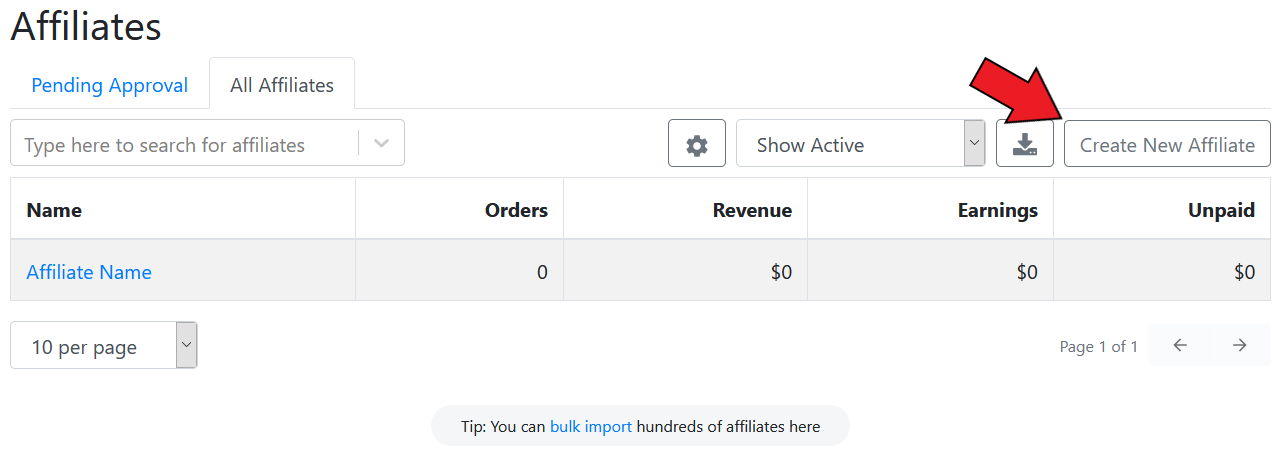 Affiliates
Pending Approval All Affiliates
Type here to search for affiliates Show Active Create New Affiliate
Name Orders Revenue Earnings Unpaid
Affiliate Name 0 $0 $0 $0
10 per page Page 1 of 1
Tip: You can bulk import hundreds of affiliates here